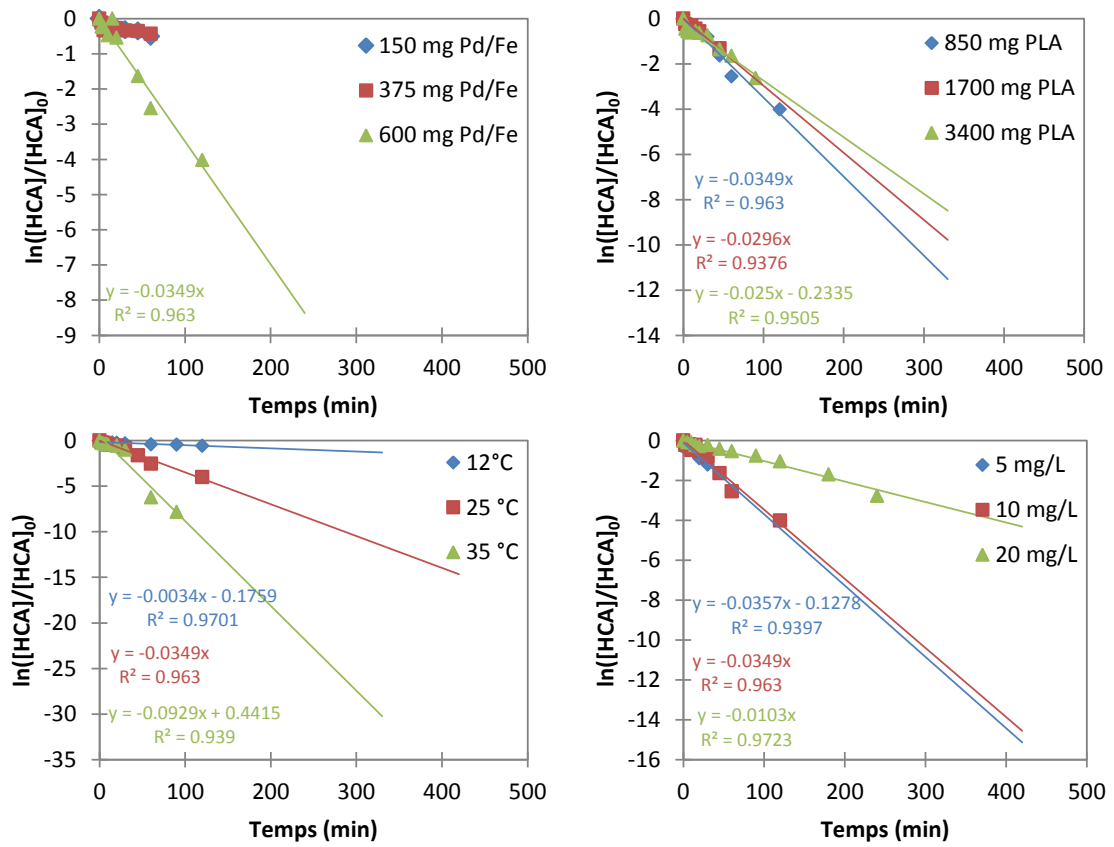 ln([HCA]/[HCA]0)
0
-1
-2
-3
-4
-5
-6
-7
-8
-9
150 mg Pd/Fe
375 mg Pd/Fe
600 mg Pd/Fe
y = -0.0349x
R² = 0.963
0 100 200 300 400 500
Temps (min)
ln([HCA]/[HCA]0)
0
-2
-4
-6
-8
-10
-12
-14
850 mg PLA
1700 mg PLA
3400 mg PLA
y = -0.0349x
R² = 0.963
y = -0.0296x
R² = 0.9376
y = -0.025x - 0.2335
R² = 0.9505
0 100 200 300 400 500
Temps (min)
ln([HCA]/[HCA]0)
0
-5
-10
-15
-20
-25
-30
-35
12°C
25 °C
35 °C
y = -0.0034x - 0.1759
R² = 0.9701
y = -0.0349x
R² = 0.963
y = -0.0929x + 0.4415
R² = 0.939
0 100 200 300 400 500
Temps (min)
ln([HCA]/[HCA]0)
0
-2
-4
-6
-8
-10
-12
-14
-16
5 mg/L
10 mg/L
20 mg/L
y = -0.0357x - 0.1278
R² = 0.9397
y = -0.0349x
R² = 0.963
y = -0.0103x
R² = 0.9723
0 100 200 300 400 500
Temps (min)